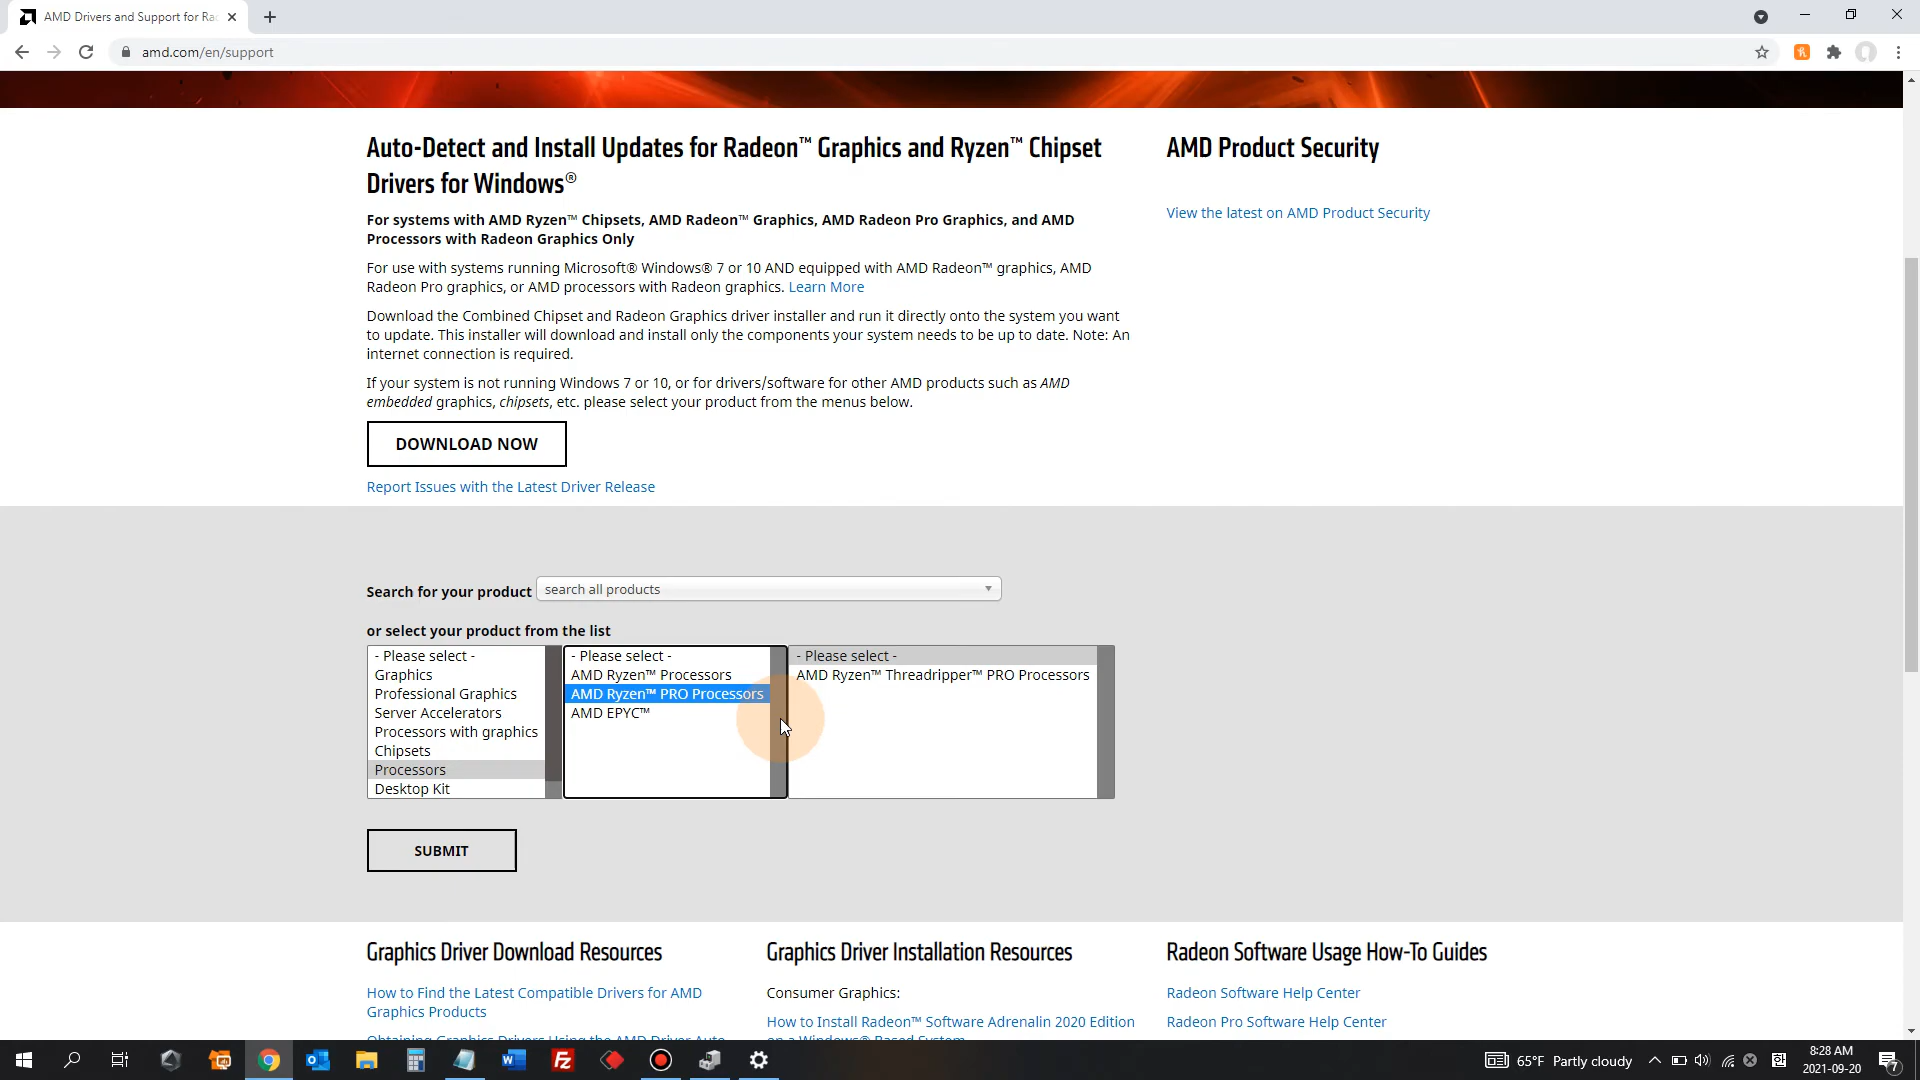 AMD Drivers and Support for Ra
amd.com/en/support
Auto-Detect and Install Updates for Radeon™ Graphics and Ryzen™ Chipset
Drivers for Windows®
For systems with AMD Ryzen™ Chipsets, AMD Radeon™ Graphics, AMD Radeon Pro Graphics, and AMD
Processors with Radeon Graphics Only
For use with systems running Microsoft® Windows® 7 or 10 AND equipped with AMD Radeon™ graphics, AMD
Radeon Pro graphics, or AMD processors with Radeon graphics. Learn More
Download the Combined Chipset and Radeon Graphics driver installer and run it directly onto the system you want
to update. This installer will download and install only the components your system needs to be up to date. Note: An
internet connection is required.
If your system is not running Windows 7 or 10, or for drivers/software for other AMD products such as AMD
embedded graphics, chipsets, etc. please select your product from the menus below.
DOWNLOAD NOW
Report Issues with the Latest Driver Release
AMD Product Security
View the latest on AMD Product Security
Search for your product search all products
or select your product from the list
- Please select -
Graphics
Professional Graphics
Server Accelerators
Processors with graphics
Chipsets
Processors
Desktop Kit
- Please select -
AMD Ryzen™ Processors
AMD Ryzen™ PRO Processors
AMD EPYC™
- Please select -
AMD Ryzen™ Threadripper™ PRO Processors
SUBMIT
Graphics Driver Download Resources
How to Find the Latest Compatible Drivers for AMD
Graphics Products
Obtaining Graphics Drivers Using the AMD Driver Auto
Graphics Driver Installation Resources
Consumer Graphics:
How to Install Radeon™ Software Adrenalin 2020 Edition
on a Windows® Based System
Radeon Software Usage How-To Guides
Radeon Software Help Center
Radeon Pro Software Help Center
65°F Partly cloudy
8:28 AM
2021-09-20
7